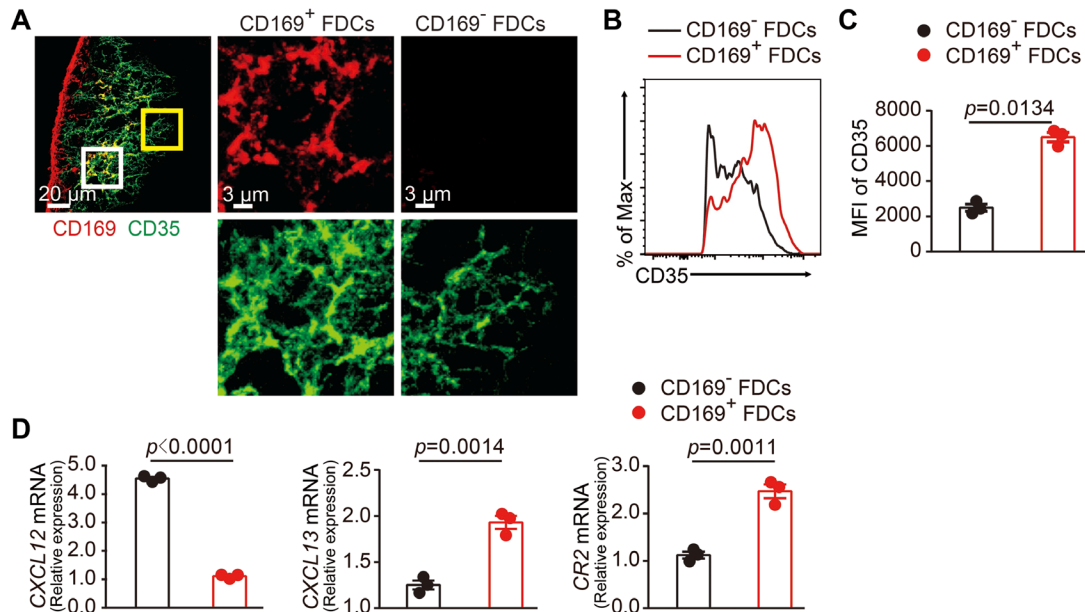 A
CD169+ FDCs
CD169- FDCs
20 μm
3 μm
3 μm
CD169 CD35
B
CD169- FDCs
CD169+ FDCs
% of Max
CD35
C
CD169- FDCs
CD169+ FDCs
p=0.0134
MFI of CD35
8000
6000
4000
2000
0
D
CD169- FDCs
CD169+ FDCs
p<0.0001
CXCL12 mRNA
(Relative expression)
5.0
4.0
3.0
2.0
1.0
0.0
p=0.0014
CXCL13 mRNA
(Relative expression)
2.5
2.0
1.5
1.0
p=0.0011
CR2 mRNA
(Relative expression)
3.0
2.0
1.0
0.0